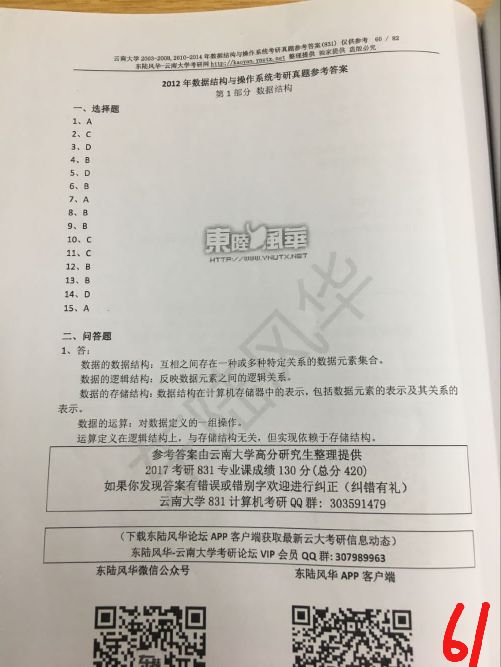 云南大学 2003-2008,2010-2014 年数据结构与操作系统考研真题参考答案(831) 仅供参考 60 / 82
东陆风华-云南大学考研网 http://kaoyan.ynutx.net 整理提供 独家提供 盗版必究
2012 年数据结构与操作系统考研真题参考答案
第 1 部分 数据结构
一、选择题
1、A
2、C
3、D
4、B
5、D
6、B
7、A
8、B
9、B
10、C
11、C
12、B
13、B
14、D
15、A
東陸風華
HTTP://WWW.YNUTX.NET
东陆风华
二、问答题
1、答：
数据的数据结构：互相之间存在一种或多种特定关系的数据元素集合。
数据的逻辑结构：反映数据元素之间的逻辑关系。
数据的存储结构：数据结构在计算机存储器中的表示，包括数据元素的表示及其关系的
表示。
数据的运算：对数据定义的一组操作。
运算定义在逻辑结构上，与存储结构无关，但实现依赖于存储结构。
参考答案由云南大学高分研究生整理提供
2017 考研 831 专业课成绩 130 分(总分 420)
如果你发现答案有错误或错别字欢迎进行纠正（纠错有礼）
云南大学 831 计算机考研 QQ 群：303591479
（下载东陆风华论坛 APP 客户端获取最新云大考研信息动态）
东陆风华-云南大学考研论坛 VIP 会员 QQ 群:307989963
东陆风华微信公众号
东陆风华 APP 客户端
61